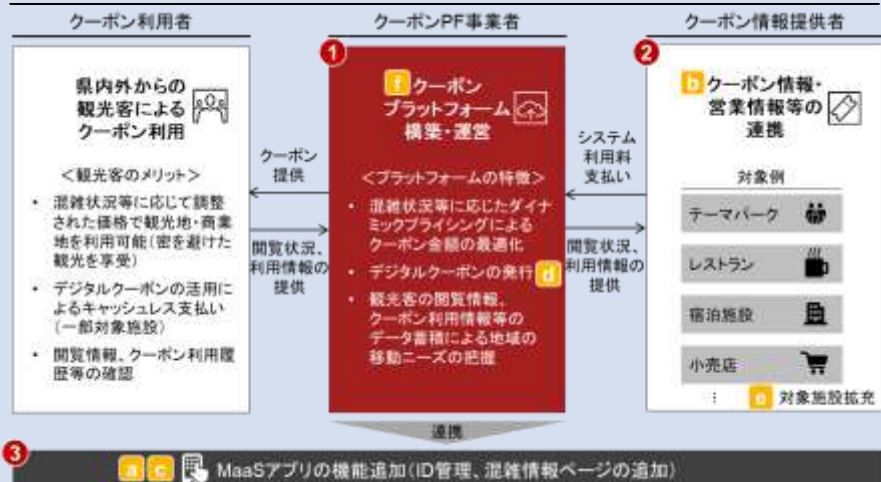 クーポン利用者
クーポンPF事業者
クーポン情報提供者
県内外からの
観光客による
クーポン利用
<観光客のメリット>
• 混雑状況等に応じて調整
された価格で観光地・商業
地を利用可能(密を避けた
観光を享受)
• デジタルクーポンの活用に
よるキャッシュレス支払い
(一部対象施設)
• 閲覧情報、クーポン利用履
歴等の確認
クーポン
提供
閲覧状況、
利用情報の
提供
1
f クーポン
プラットフォーム
構築・運営
<プラットフォームの特徴>
• 混雑状況等に応じたダイナ
ミックプライシングによる
クーポン金額の最適化
• デジタルクーポンの発行 d
• 観光客の閲覧情報、
クーポン利用情報等の
データ蓄積による地域の
移動ニーズの把握
システム
利用料
支払い
閲覧状況、
利用情報の
提供
2
b クーポン情報・
営業情報等の
連携
対象例
テーマパーク
レストラン
宿泊施設
小売店
⋮ e 対象施設拡充
連携
3
a c MaaSアプリの機能追加(ID管理、混雑情報ページの追加)